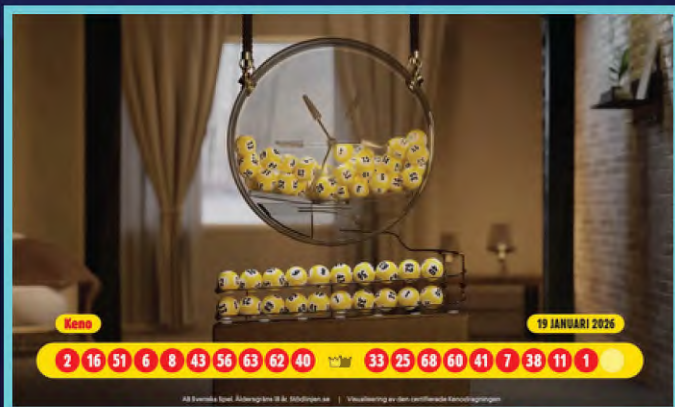 Keno
19 JANUARI 2026
2 16 51 6 8 43 56 63 62 40 33 25 68 60 41 7 38 11 1
AB Svenska Spel. Åldersgräns 18 år. Stödlinjen.se | Visualisering av den certifierade Kenodragningen